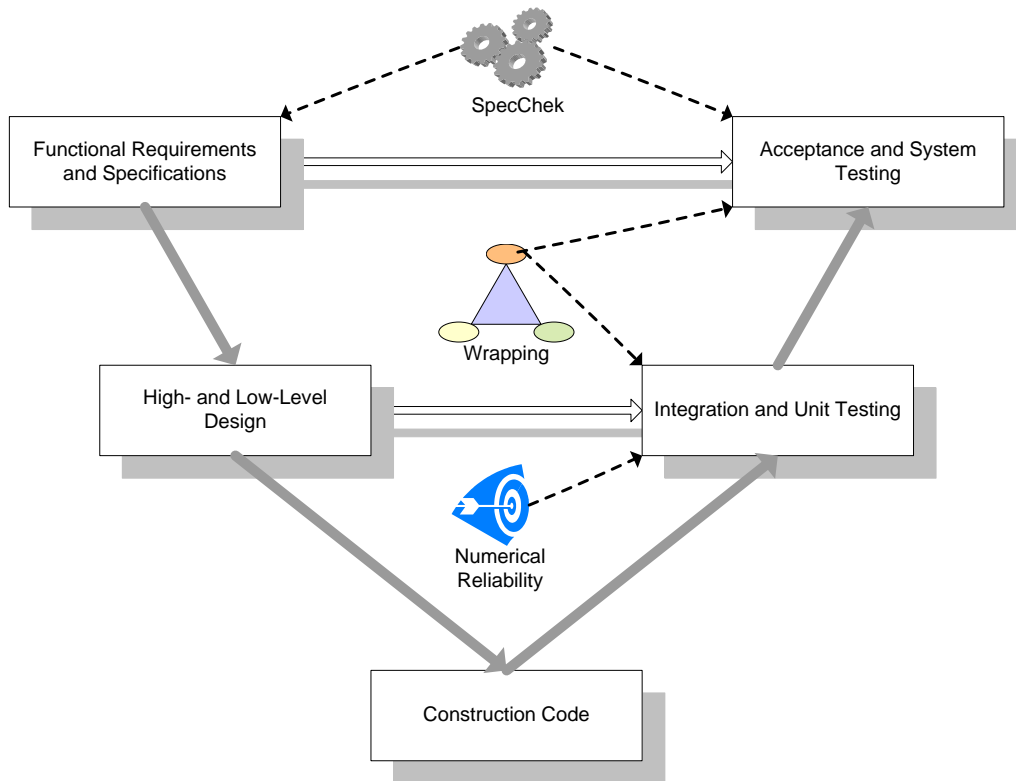 SpecChek
Functional Requirements
and Specifications
Acceptance and System
Testing
Wrapping
High- and Low-Level
Design
Integration and Unit Testing
Numerical
Reliability
Construction Code